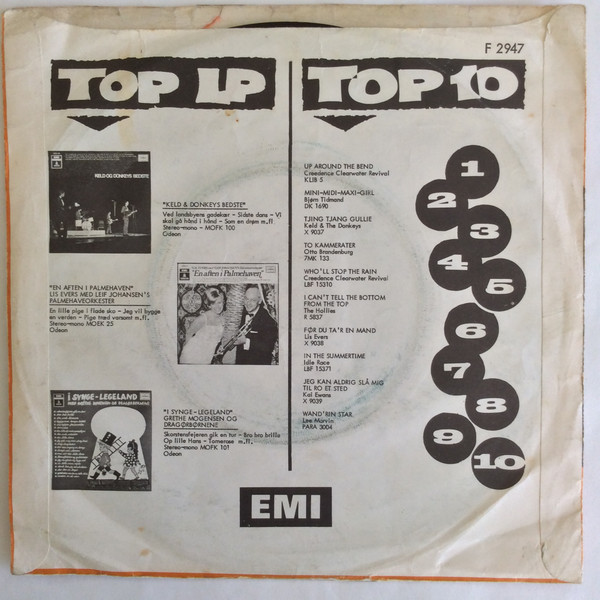 F 2947
TOP LP
KELD OG DONKEYS BEDSTE
"KELD & DONKEYS BEDSTE"
Ved landsbyens gadekær - Sidste dans - Vi
skal gå hånd i hånd - Som en drøm m.fl.
Stereo-mono - MOFK 100
Odeon
"EN AFTEN I PALMEHAVEN"
LIS EVERS MED LEIF JOHANSEN'S
PALMEHAVEORKESTER
En lille pige i flade sko - Jeg vil bygge
en verden - Pige træd varsomt m.fl.
Stereo-mono - MOEK 25
Odeon
"En aften i Palmehaven"
I SYNGE-LEGELAND
"I SYNGE-LEGELAND"
GRETHE MOGENSEN OG
DRAGØRBØRNENE
Skorstensfejeren gik en tur - Bro bro brille
Op lille Hans - Tornerose m.fl.
Stereo-mono MOFK 101
Odeon
TOP 10
UP AROUND THE BEND
Creedence Clearwater Revival
KLIB 5
MINI-MIDI-MAXI-GIRL
Bjørn Tidmand
DK 1690
TJING TJANG GULLIE
Keld & The Donkeys
X 9037
TO KAMMERATER
Otto Brandenburg
7MK 133
WHO'LL STOP THE RAIN
Creedence Clearwater Revival
LBF 15310
I CAN'T TELL THE BOTTOM
FROM THE TOP
The Hollies
R 5837
FØR DU TA'R EN MAND
Lis Evers
X 9038
IN THE SUMMERTIME
Idle Race
LBF 15371
JEG KAN ALDRIG SLÅ MIG
TIL RO ET STED
Kai Ewans
X 9039
WAND'RIN STAR
Lee Marvin
PARA 3004
1
2
3
4
5
6
7
8
9
10
EMI